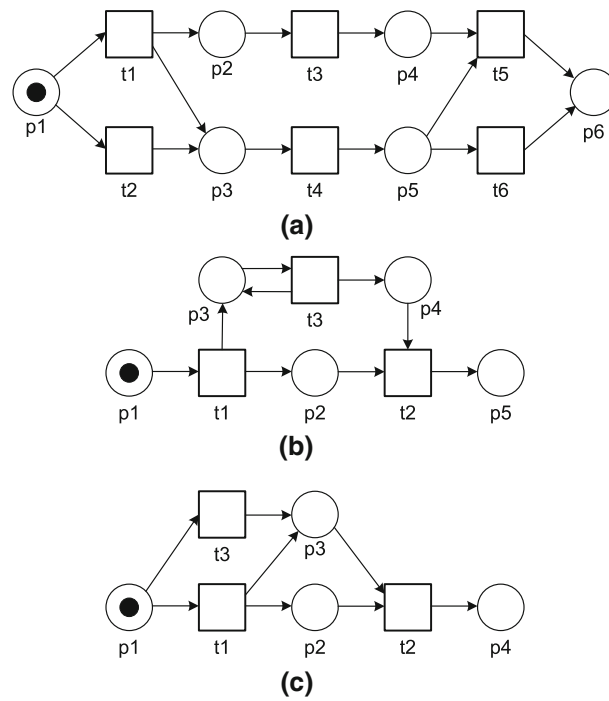 t1 p2 t3 p4 t5
p1 p6
t2 p3 t4 p5 t6
(a)
p3 t3 p4
p1 t1 p2 t2 p5
(b)
t3 p3
p1 t1 p2 t2 p4
(c)